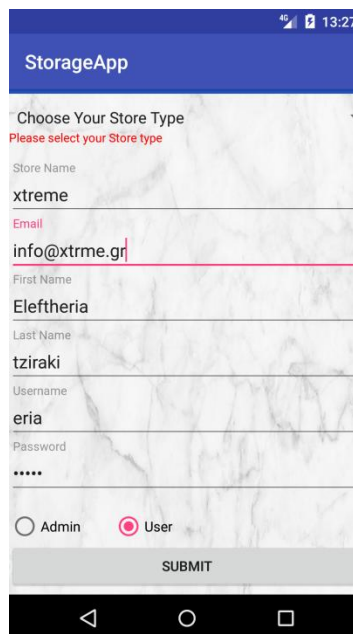 4G 13:27
StorageApp
Choose Your Store Type
Please select your Store type
Store Name
xtreme
Email
info@xtrme.gr
First Name
Eleftheria
Last Name
tziraki
Username
eria
Password
•••••
Admin User
SUBMIT